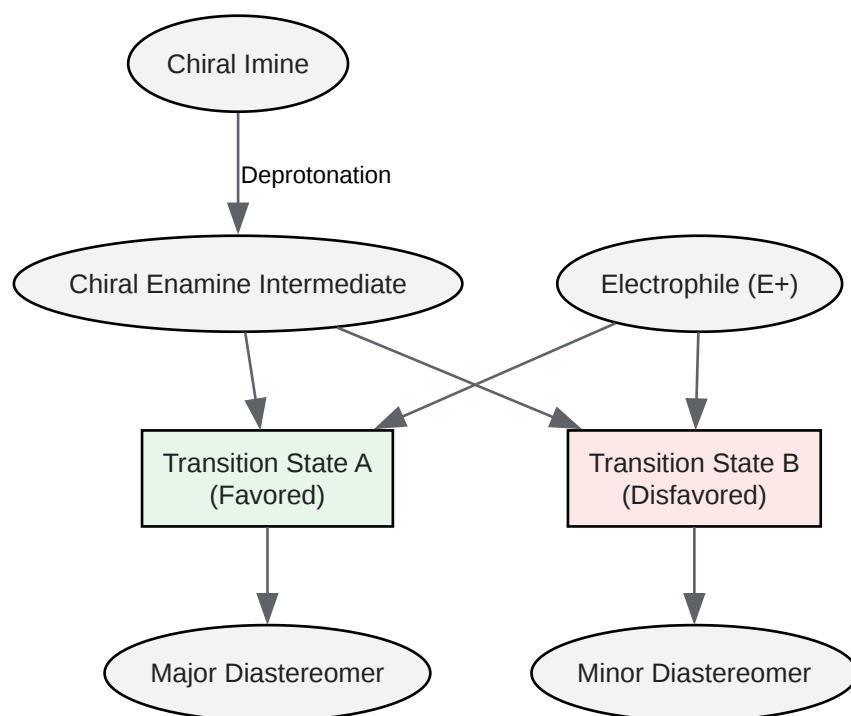 Chiral Imine
Deprotonation
Chiral Enamine Intermediate
Electrophile (E+)
Transition State A
(Favored)
Transition State B
(Disfavored)
Major Diastereomer
Minor Diastereomer